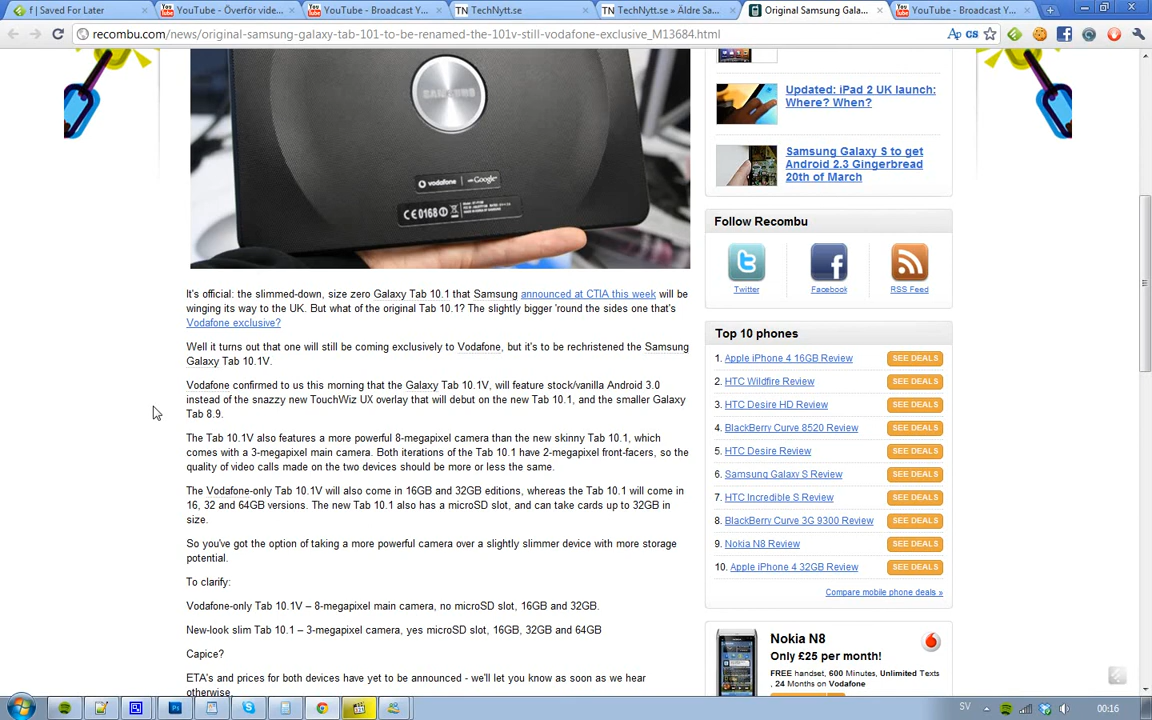 f | Saved For Later
YouTube - Överför vide...
YouTube - Broadcast Y...
TechNytt.se
TechNytt.se » Äldre Sa...
Original Samsung Gala...
YouTube - Broadcast Y...
recombu.com/news/original-samsung-galaxy-tab-101-to-be-renamed-the-101v-still-vodafone-exclusive_M13684.html
SAMSUNG
vodafone with Google
CE0168
Updated: iPad 2 UK launch:
Where? When?
Samsung Galaxy S to get
Android 2.3 Gingerbread
20th of March
Follow Recombu
Twitter
Facebook
RSS Feed
It's official: the slimmed-down, size zero Galaxy Tab 10.1 that Samsung announced at CTIA this week will be
winging its way to the UK. But what of the original Tab 10.1? The slightly bigger 'round the sides one that's
Vodafone exclusive?
Well it turns out that one will still be coming exclusively to Vodafone, but it's to be rechristened the Samsung
Galaxy Tab 10.1V.
Vodafone confirmed to us this morning that the Galaxy Tab 10.1V, will feature stock/vanilla Android 3.0
instead of the snazzy new TouchWiz UX overlay that will debut on the new Tab 10.1, and the smaller Galaxy
Tab 8.9.
The Tab 10.1V also features a more powerful 8-megapixel camera than the new skinny Tab 10.1, which
comes with a 3-megapixel main camera. Both iterations of the Tab 10.1 have 2-megapixel front-facers, so the
quality of video calls made on the two devices should be more or less the same.
The Vodafone-only Tab 10.1V will also come in 16GB and 32GB editions, whereas the Tab 10.1 will come in
16, 32 and 64GB versions. The new Tab 10.1 also has a microSD slot, and can take cards up to 32GB in
size.
So you've got the option of taking a more powerful camera over a slightly slimmer device with more storage
potential.
To clarify:
Vodafone-only Tab 10.1V – 8-megapixel main camera, no microSD slot, 16GB and 32GB.
New-look slim Tab 10.1 – 3-megapixel camera, yes microSD slot, 16GB, 32GB and 64GB
Capice?
ETA's and prices for both devices have yet to be announced - we'll let you know as soon as we hear
otherwise.
Top 10 phones
1. Apple iPhone 4 16GB Review SEE DEALS
2. HTC Wildfire Review SEE DEALS
3. HTC Desire HD Review SEE DEALS
4. BlackBerry Curve 8520 Review SEE DEALS
5. HTC Desire Review SEE DEALS
6. Samsung Galaxy S Review SEE DEALS
7. HTC Incredible S Review SEE DEALS
8. BlackBerry Curve 3G 9300 Review SEE DEALS
9. Nokia N8 Review SEE DEALS
10. Apple iPhone 4 32GB Review SEE DEALS
Compare mobile phone deals »
Nokia N8
Only £25 per month!
FREE handset, 600 Minutes, Unlimited Texts
, 24 Months on Vodafone
SV
00:16